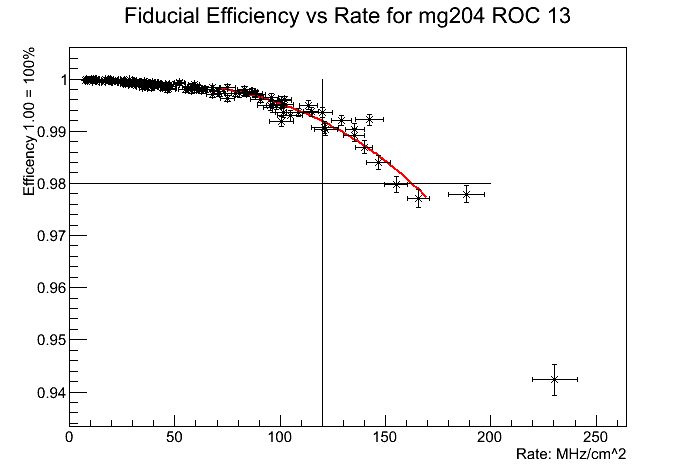 Fiducial Efficiency vs Rate for mg204 ROC 13
Efficency 1.00 = 100%
1
0.99
0.98
0.97
0.96
0.95
0.94
0 50 100 150 200 250
Rate: MHz/cm^2